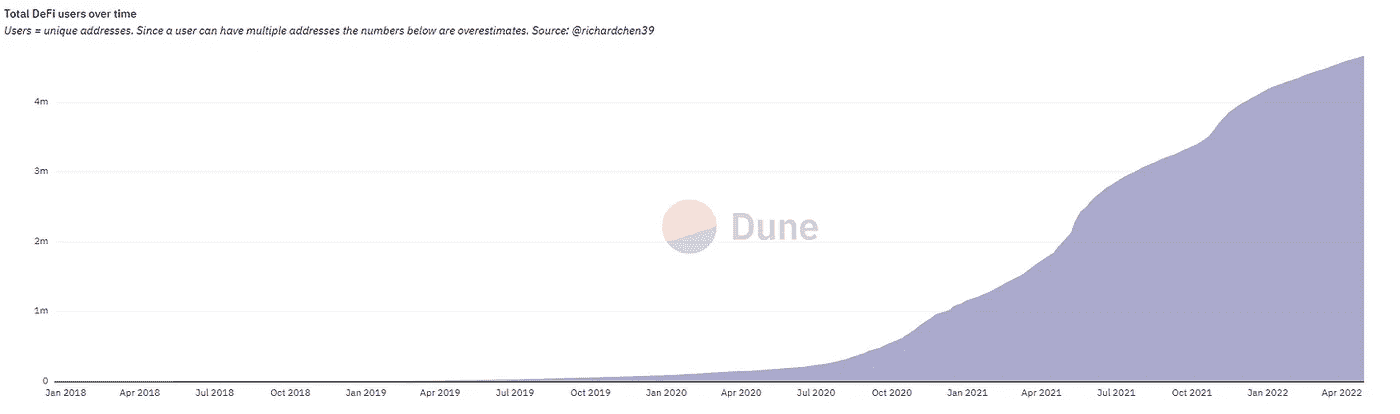 Total DeFi users over time
Users = unique addresses. Since a user can have multiple addresses the numbers below are overestimates. Source: @richardchen39
4m
3m
2m
1m
0
Dune
Jan 2018 Apr 2018 Jul 2018 Oct 2018 Jan 2019 Apr 2019 Jul 2019 Oct 2019 Jan 2020 Apr 2020 Jul 2020 Oct 2020 Jan 2021 Apr 2021 Jul 2021 Oct 2021 Jan 2022 Apr 2022